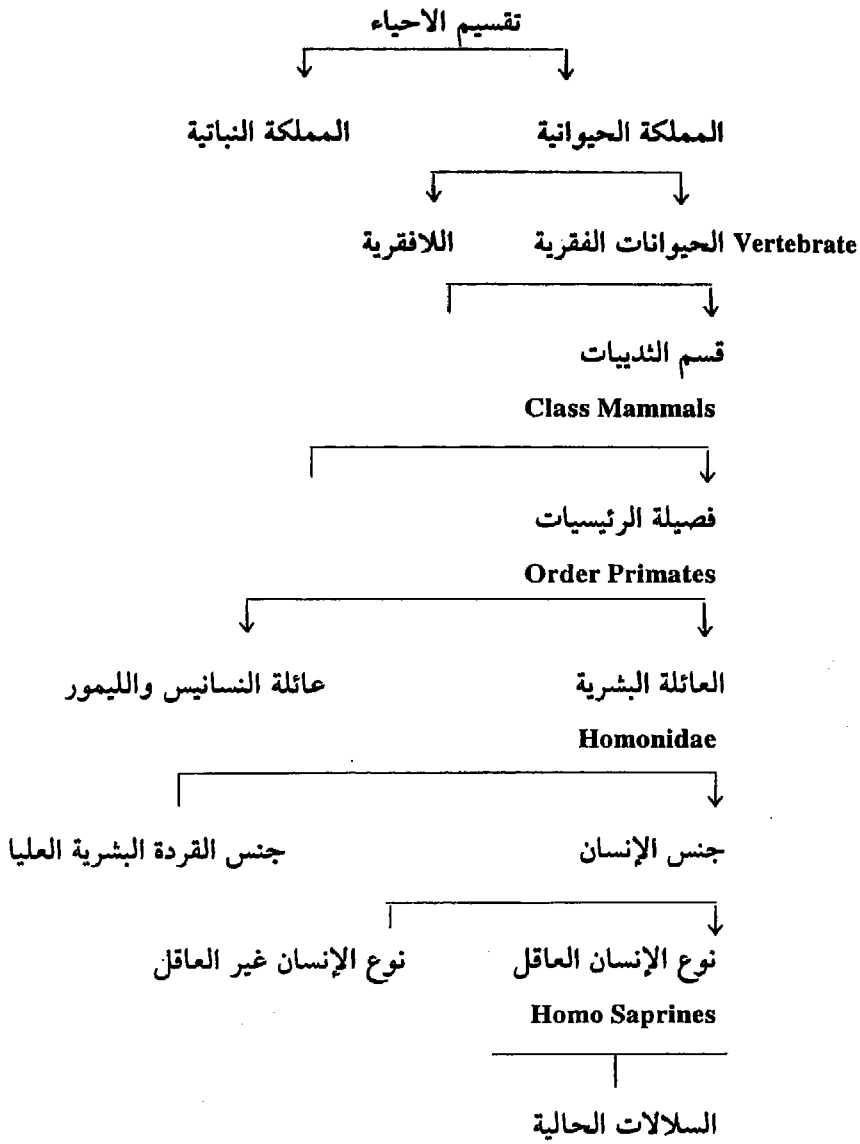 تقسيم الاحياء
المملكة الحيوانية المملكة النباتية
Vertebrate الحيوانات الفقرية اللافقرية
قسم الثدييات
Class Mammals
فصيلة الرئيسيات
Order Primates
العائلة البشرية عائلة النسانيس والليمور
Homonidae
جنس الإنسان جنس القردة البشرية العليا
نوع الإنسان العاقل نوع الإنسان غير العاقل
Homo Saprines
السلالات الحالية